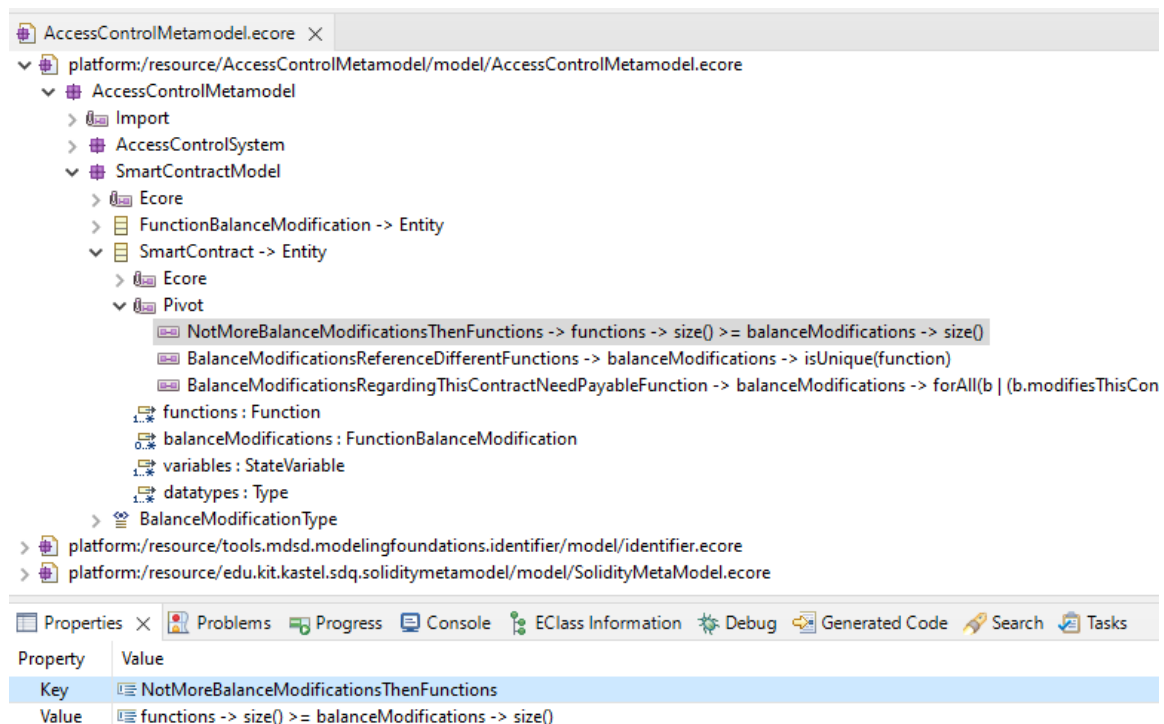 AccessControlMetamodel.ecore
platform:/resource/AccessControlMetamodel/model/AccessControlMetamodel.ecore
AccessControlMetamodel
Import
AccessControlSystem
SmartContractModel
Ecore
FunctionBalanceModification -> Entity
SmartContract -> Entity
Ecore
Pivot
NotMoreBalanceModificationsThenFunctions -> functions -> size() >= balanceModifications -> size()
BalanceModificationsReferenceDifferentFunctions -> balanceModifications -> isUnique(function)
BalanceModificationsRegardingThisContractNeedPayableFunction -> balanceModifications -> forAll(b | (b.modifiesThisCon
1..* functions : Function
0..* balanceModifications : FunctionBalanceModification
1..* variables : StateVariable
1..* datatypes : Type
BalanceModificationType
platform:/resource/tools.mdsd.modelingfoundations.identifier/model/identifier.ecore
platform:/resource/edu.kit.kastel.sdq.soliditymetamodel/model/SolidityMetaModel.ecore
Properties Problems Progress Console EClass Information Debug Generated Code Search Tasks
Property Value
Key NotMoreBalanceModificationsThenFunctions
Value functions -> size() >= balanceModifications -> size()